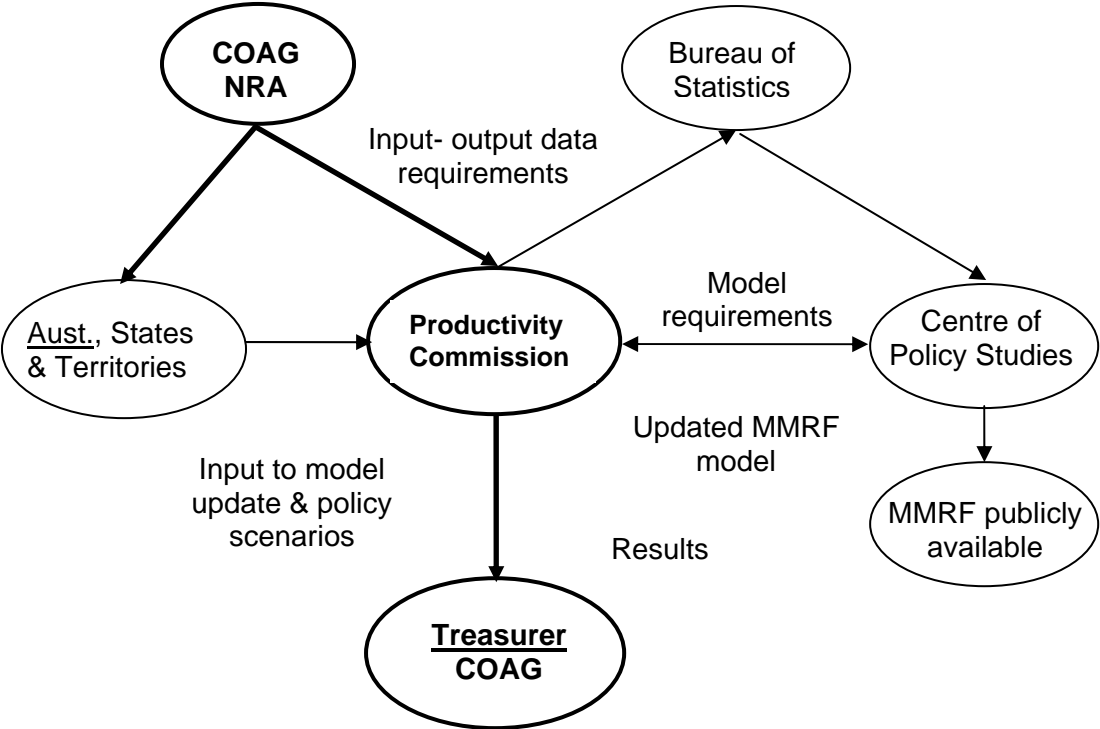 COAG
NRA
Bureau of
Statistics
Input- output data
requirements
Aust., States
& Territories
Productivity
Commission
Model
requirements
Centre of
Policy Studies
Updated MMRF
model
Input to model
update & policy
scenarios
MMRF publicly
available
Results
Treasurer
COAG